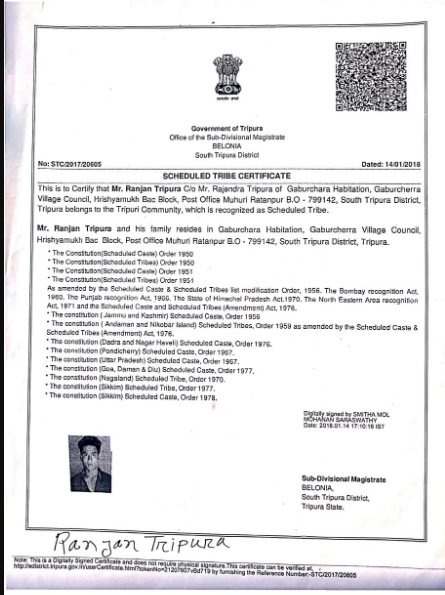 Government of Tripura
Office of the Sub-Divisional Magistrate
BELONIA
South Tripura District
No: STC/2017/20605 Dated: 14/01/2018
SCHEDULED TRIBE CERTIFICATE
This is to Certify that Mr. Ranjan Tripura C/o Mr. Rajendra Tripura of Gaburchara Habitation, Gaburcherra
Village Council, Hrishyamukh Bac Block, Post Office Muhuri Ratanpur B.O - 799142, South Tripura District,
Tripura belongs to the Tripuri Community, which is recognized as Scheduled Tribe.
Mr. Ranjan Tripura and his family resides in Gaburchara Habitation, Gaburcherra Village Council,
Hrishyamukh Bac Block, Post Office Muhuri Ratanpur B.O - 799142, South Tripura District, Tripura.
* The Constitution(Scheduled Caste) Order 1950
* The Constitution(Scheduled Tribes) Order 1950
* The Constitution(Scheduled Caste) Order 1951
* The Constitution(Scheduled Tribes) Order 1951
As amended by the Scheduled Caste & Scheduled Tribes list modification Order, 1956. The Bombay recognition Act,
1960. The Punjab recognition Act, 1966. The State of Himachal Pradesh Act.1970. The North Eastern Area recognition
Act, 1971 and the Scheduled Caste and Scheduled Tribes (Amendment) Act, 1976.
* The constitution ( Jammu and Kashmir) Scheduled Caste, Order 1956
* The constitution ( Andaman and Nikobar Island) Scheduled Tribes, Order 1959 as amended by the Scheduled Caste &
Scheduled Tribes (Amendment) Act, 1976.
* The constitution (Dadra and Nagar Haveli) Scheduled Caste, Order 1976.
* The constitution (Pondicherry) Scheduled Caste, Order 1967.
* The constitution (Uttar Pradesh) Scheduled Caste, Order 1967.
* The constitution (Goa, Daman & Diu) Scheduled Caste, Order 1977.
* The constitution (Nagaland) Scheduled Tribe, Order 1970.
* The constitution (Sikkim) Scheduled Tribe, Order 1977.
* The constitution (Sikkim) Scheduled Caste, Order 1978.
Digitally signed by SMITHA MOL
MOHANAN SARASWATHY
Date: 2018.01.14 17:10:16 IST
Sub-Divisional Magistrate
BELONIA,
South Tripura District,
Tripura State.
Ranjan Tripura
Note: This is a Digitally Signed Certificate and does not require physical signature.This certificate can be verified at,
by furnishing the Reference Number:-STC/2017/20605